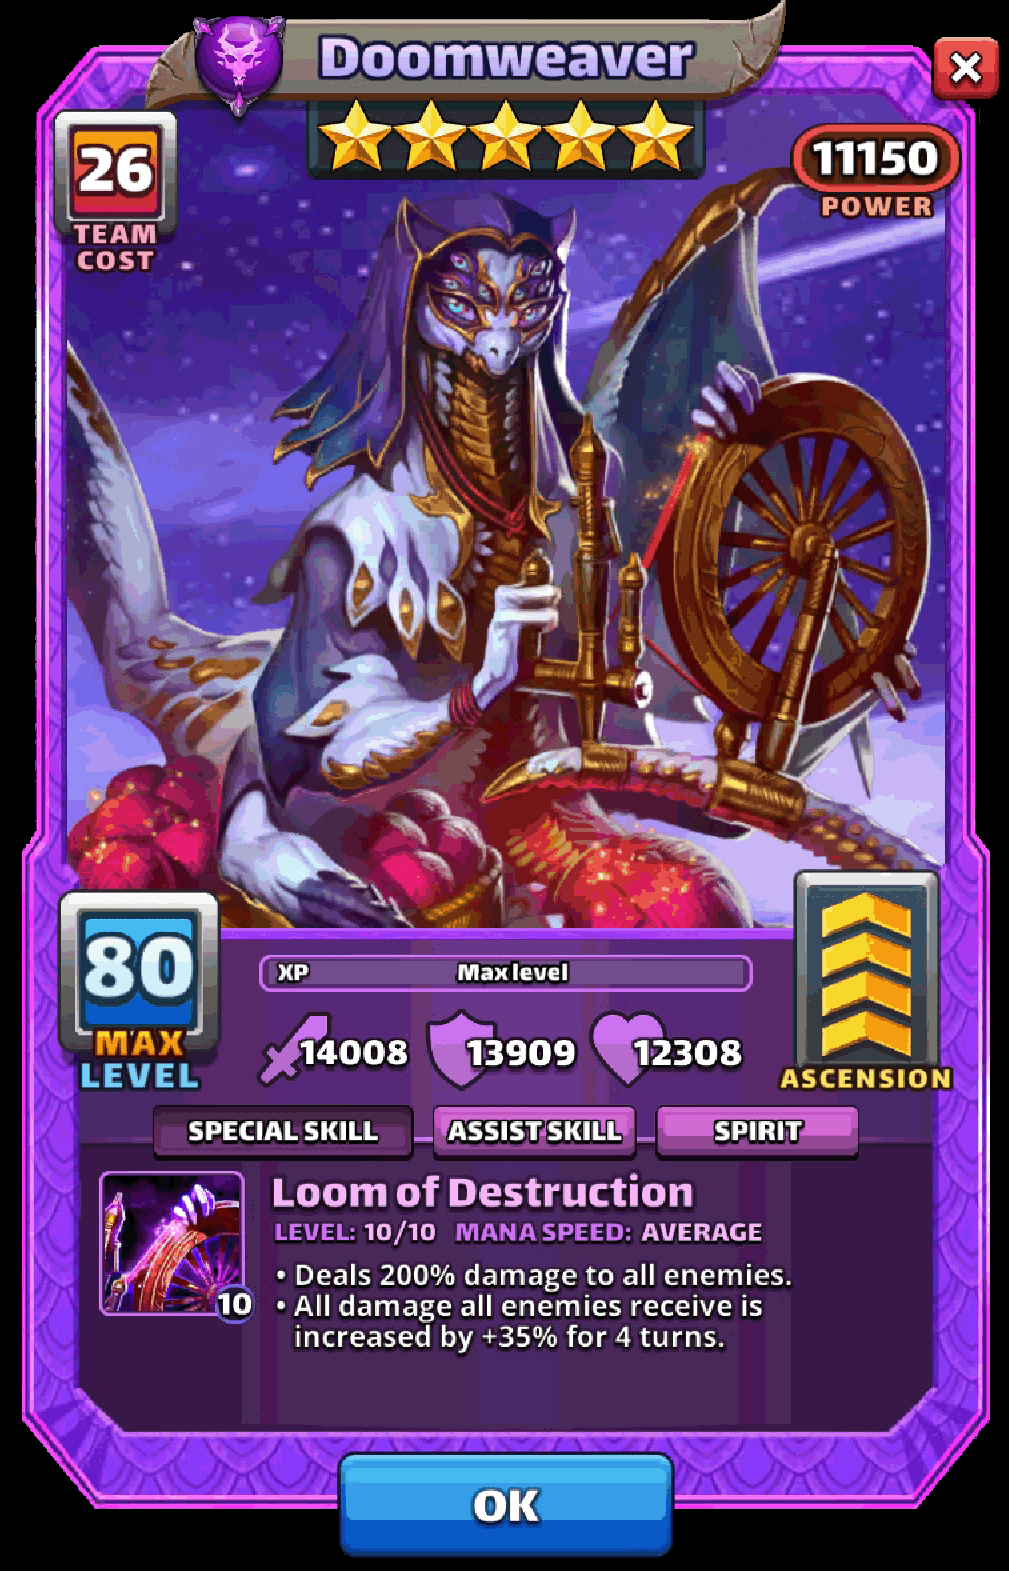 Doomweaver
26
TEAM
COST
11150
POWER
80
MAX
LEVEL
XP Max level
14008 13909 12308
ASCENSION
SPECIAL SKILL ASSIST SKILL SPIRIT
Loom of Destruction
LEVEL: 10/10 MANA SPEED: AVERAGE
10
• Deals 200% damage to all enemies.
• All damage all enemies receive is
increased by +35% for 4 turns.
OK